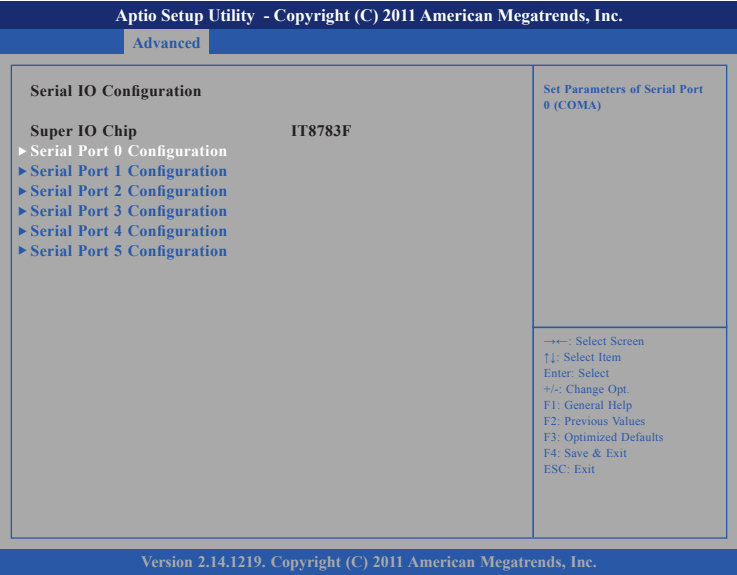 Aptio Setup Utility - Copyright (C) 2011 American Megatrends, Inc.
Advanced
Serial IO Configuration
Super IO Chip IT8783F
▶Serial Port 0 Configuration
▶Serial Port 1 Configuration
▶Serial Port 2 Configuration
▶Serial Port 3 Configuration
▶Serial Port 4 Configuration
▶Serial Port 5 Configuration
Set Parameters of Serial Port
0 (COMA)
→←: Select Screen
↑↓: Select Item
Enter: Select
+/-: Change Opt.
F1: General Help
F2: Previous Values
F3: Optimized Defaults
F4: Save & Exit
ESC: Exit
Version 2.14.1219. Copyright (C) 2011 American Megatrends, Inc.